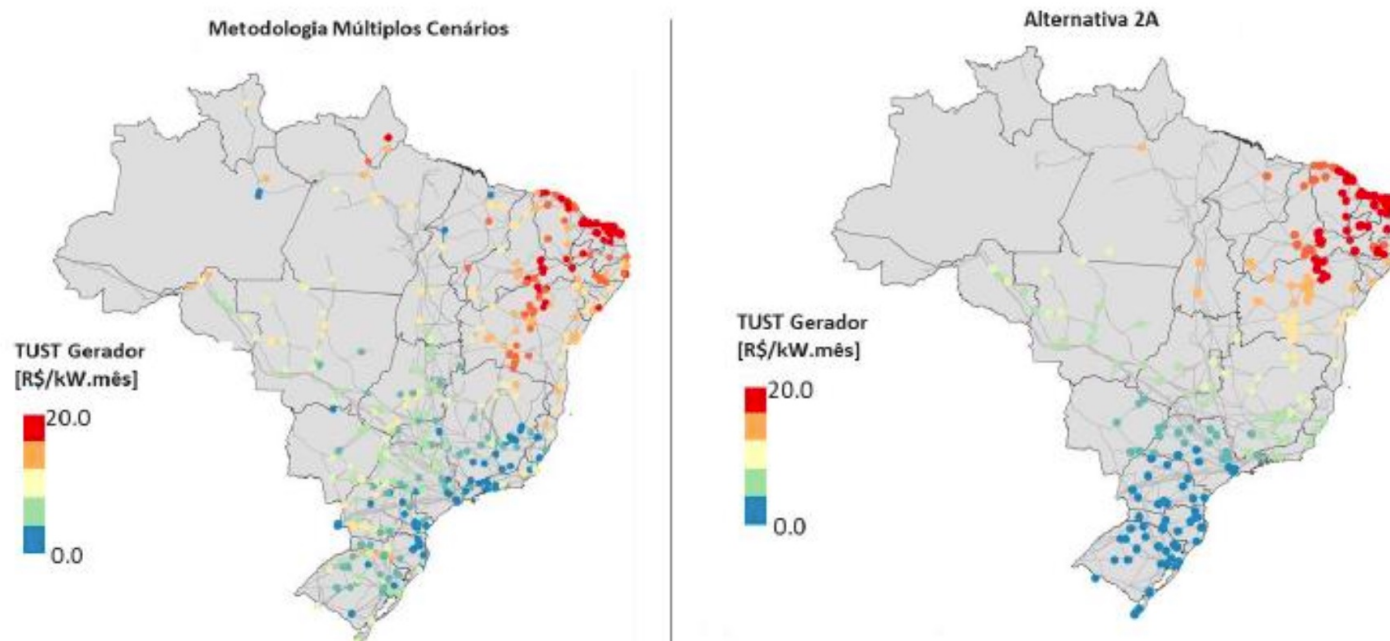 Metodologia Múltiplos Cenários
Alternativa 2A
TUST Gerador
[R$/kW.mês]
20.0
0.0
TUST Gerador
[R$/kW.mês]
20.0
0.0